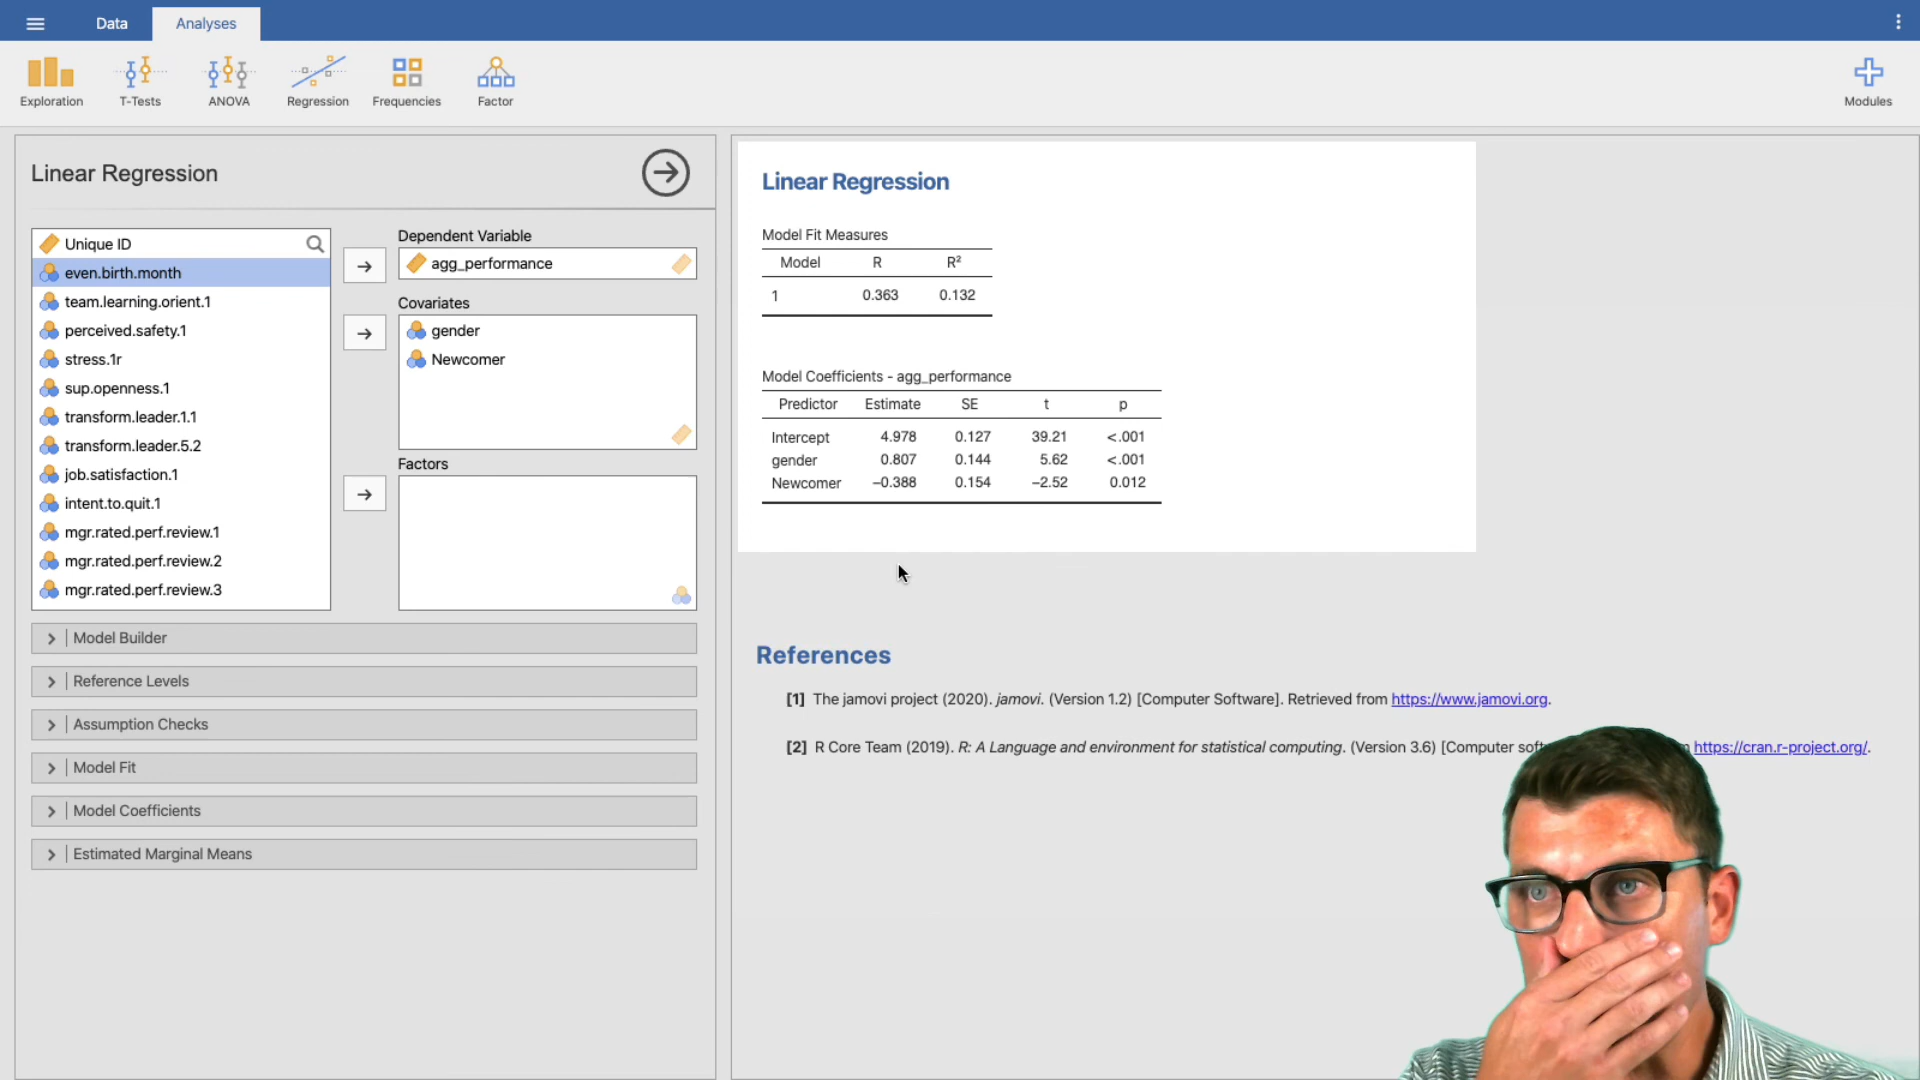 Data Analyses
Exploration T-Tests ANOVA Regression Frequencies Factor Modules
Linear Regression
Unique ID
even.birth.month
team.learning.orient.1
perceived.safety.1
stress.1r
sup.openness.1
transform.leader.1.1
transform.leader.5.2
job.satisfaction.1
intent.to.quit.1
mgr.rated.perf.review.1
mgr.rated.perf.review.2
mgr.rated.perf.review.3
Dependent Variable
agg_performance
Covariates
gender
Newcomer
Factors
Model Builder
Reference Levels
Assumption Checks
Model Fit
Model Coefficients
Estimated Marginal Means
Linear Regression
Model Fit Measures
Model R R²
1 0.363 0.132
Model Coefficients - agg_performance
Predictor Estimate SE t p
Intercept 4.978 0.127 39.21 <.001
gender 0.807 0.144 5.62 <.001
Newcomer −0.388 0.154 −2.52 0.012
References
[1] The jamovi project (2020). jamovi. (Version 1.2) [Computer Software]. Retrieved from https://www.jamovi.org.
[2] R Core Team (2019). R: A Language and environment for statistical computing. (Version 3.6) [Computer https://cran.r-project.org/.